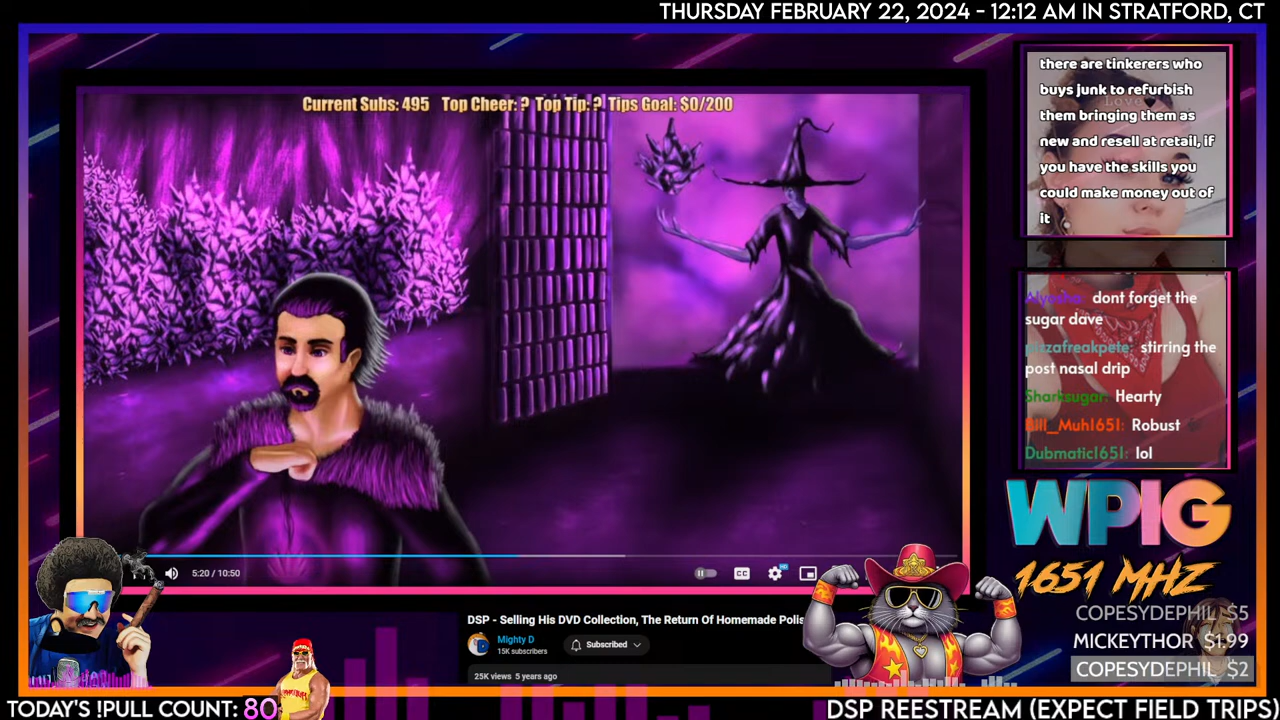 THURSDAY FEBRUARY 22, 2024 - 12:12 AM IN STRATFORD, CT
Current Subs: 495 Top Cheer: ? Top Tip: ? Tips Goal: $0/200
there are tinkerers who
buys junk to refurbish
them bringing them as
new and resell at retail, if
you have the skills you
could make money out of
it
Alyusha: dont forget the
sugar dave
pizzafreakpete: stirring the
post nasal drip
Sharksugar: Hearty
Bill_Muh1651: Robust
Dubmatic1651: lol
WPIG
1651 MHZ
COPESYDEPHIL $5
MICKEYTHOR $1.99
COPESYDEPHIL $2
5:20 / 10:50
CC
HD
DSP - Selling His DVD Collection, The Return Of Homemade Polis
Mighty D
15K subscribers
Subscribed
25K views 5 years ago
TODAY'S !PULL COUNT: 80
DSP REESTREAM (EXPECT FIELD TRIPS)